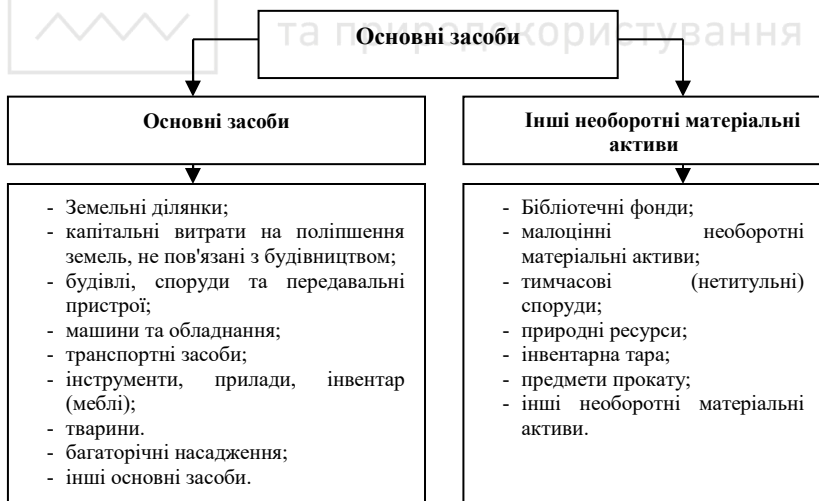 та природокористування
Основні засоби
Основні засоби
Інші необоротні матеріальні
активи
- Земельні ділянки;
- капітальні витрати на поліпшення
земель, не пов'язані з будівництвом;
- будівлі, споруди та передавальні
пристрої;
- машини та обладнання;
- транспортні засоби;
- інструменти, прилади, інвентар
(меблі);
- тварини.
- багаторічні насадження;
- інші основні засоби.
- Бібліотечні фонди;
- малоцінні необоротні
матеріальні активи;
- тимчасові (нетитульні)
споруди;
- природні ресурси;
- інвентарна тара;
- предмети прокату;
- інші необоротні матеріальні
активи.